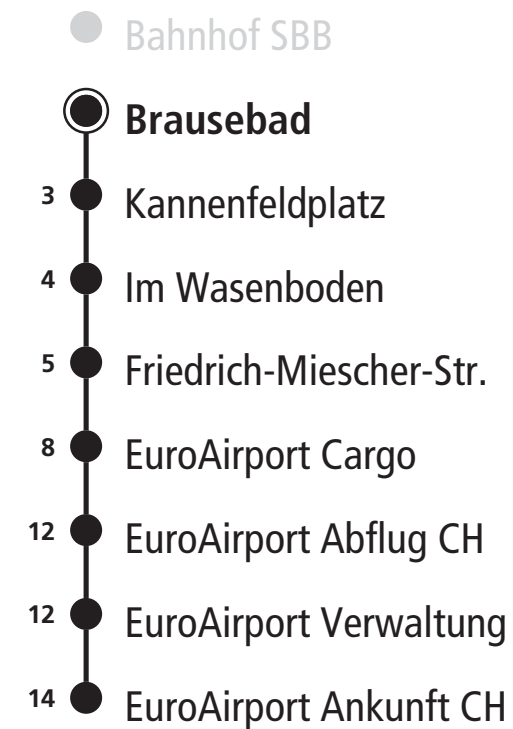 Bahnhof SBB
Brausebad
3 Kannenfeldplatz
4 Im Wasenboden
5 Friedrich-Miescher-Str.
8 EuroAirport Cargo
12 EuroAirport Abflug CH
12 EuroAirport Verwaltung
14 EuroAirport Ankunft CH